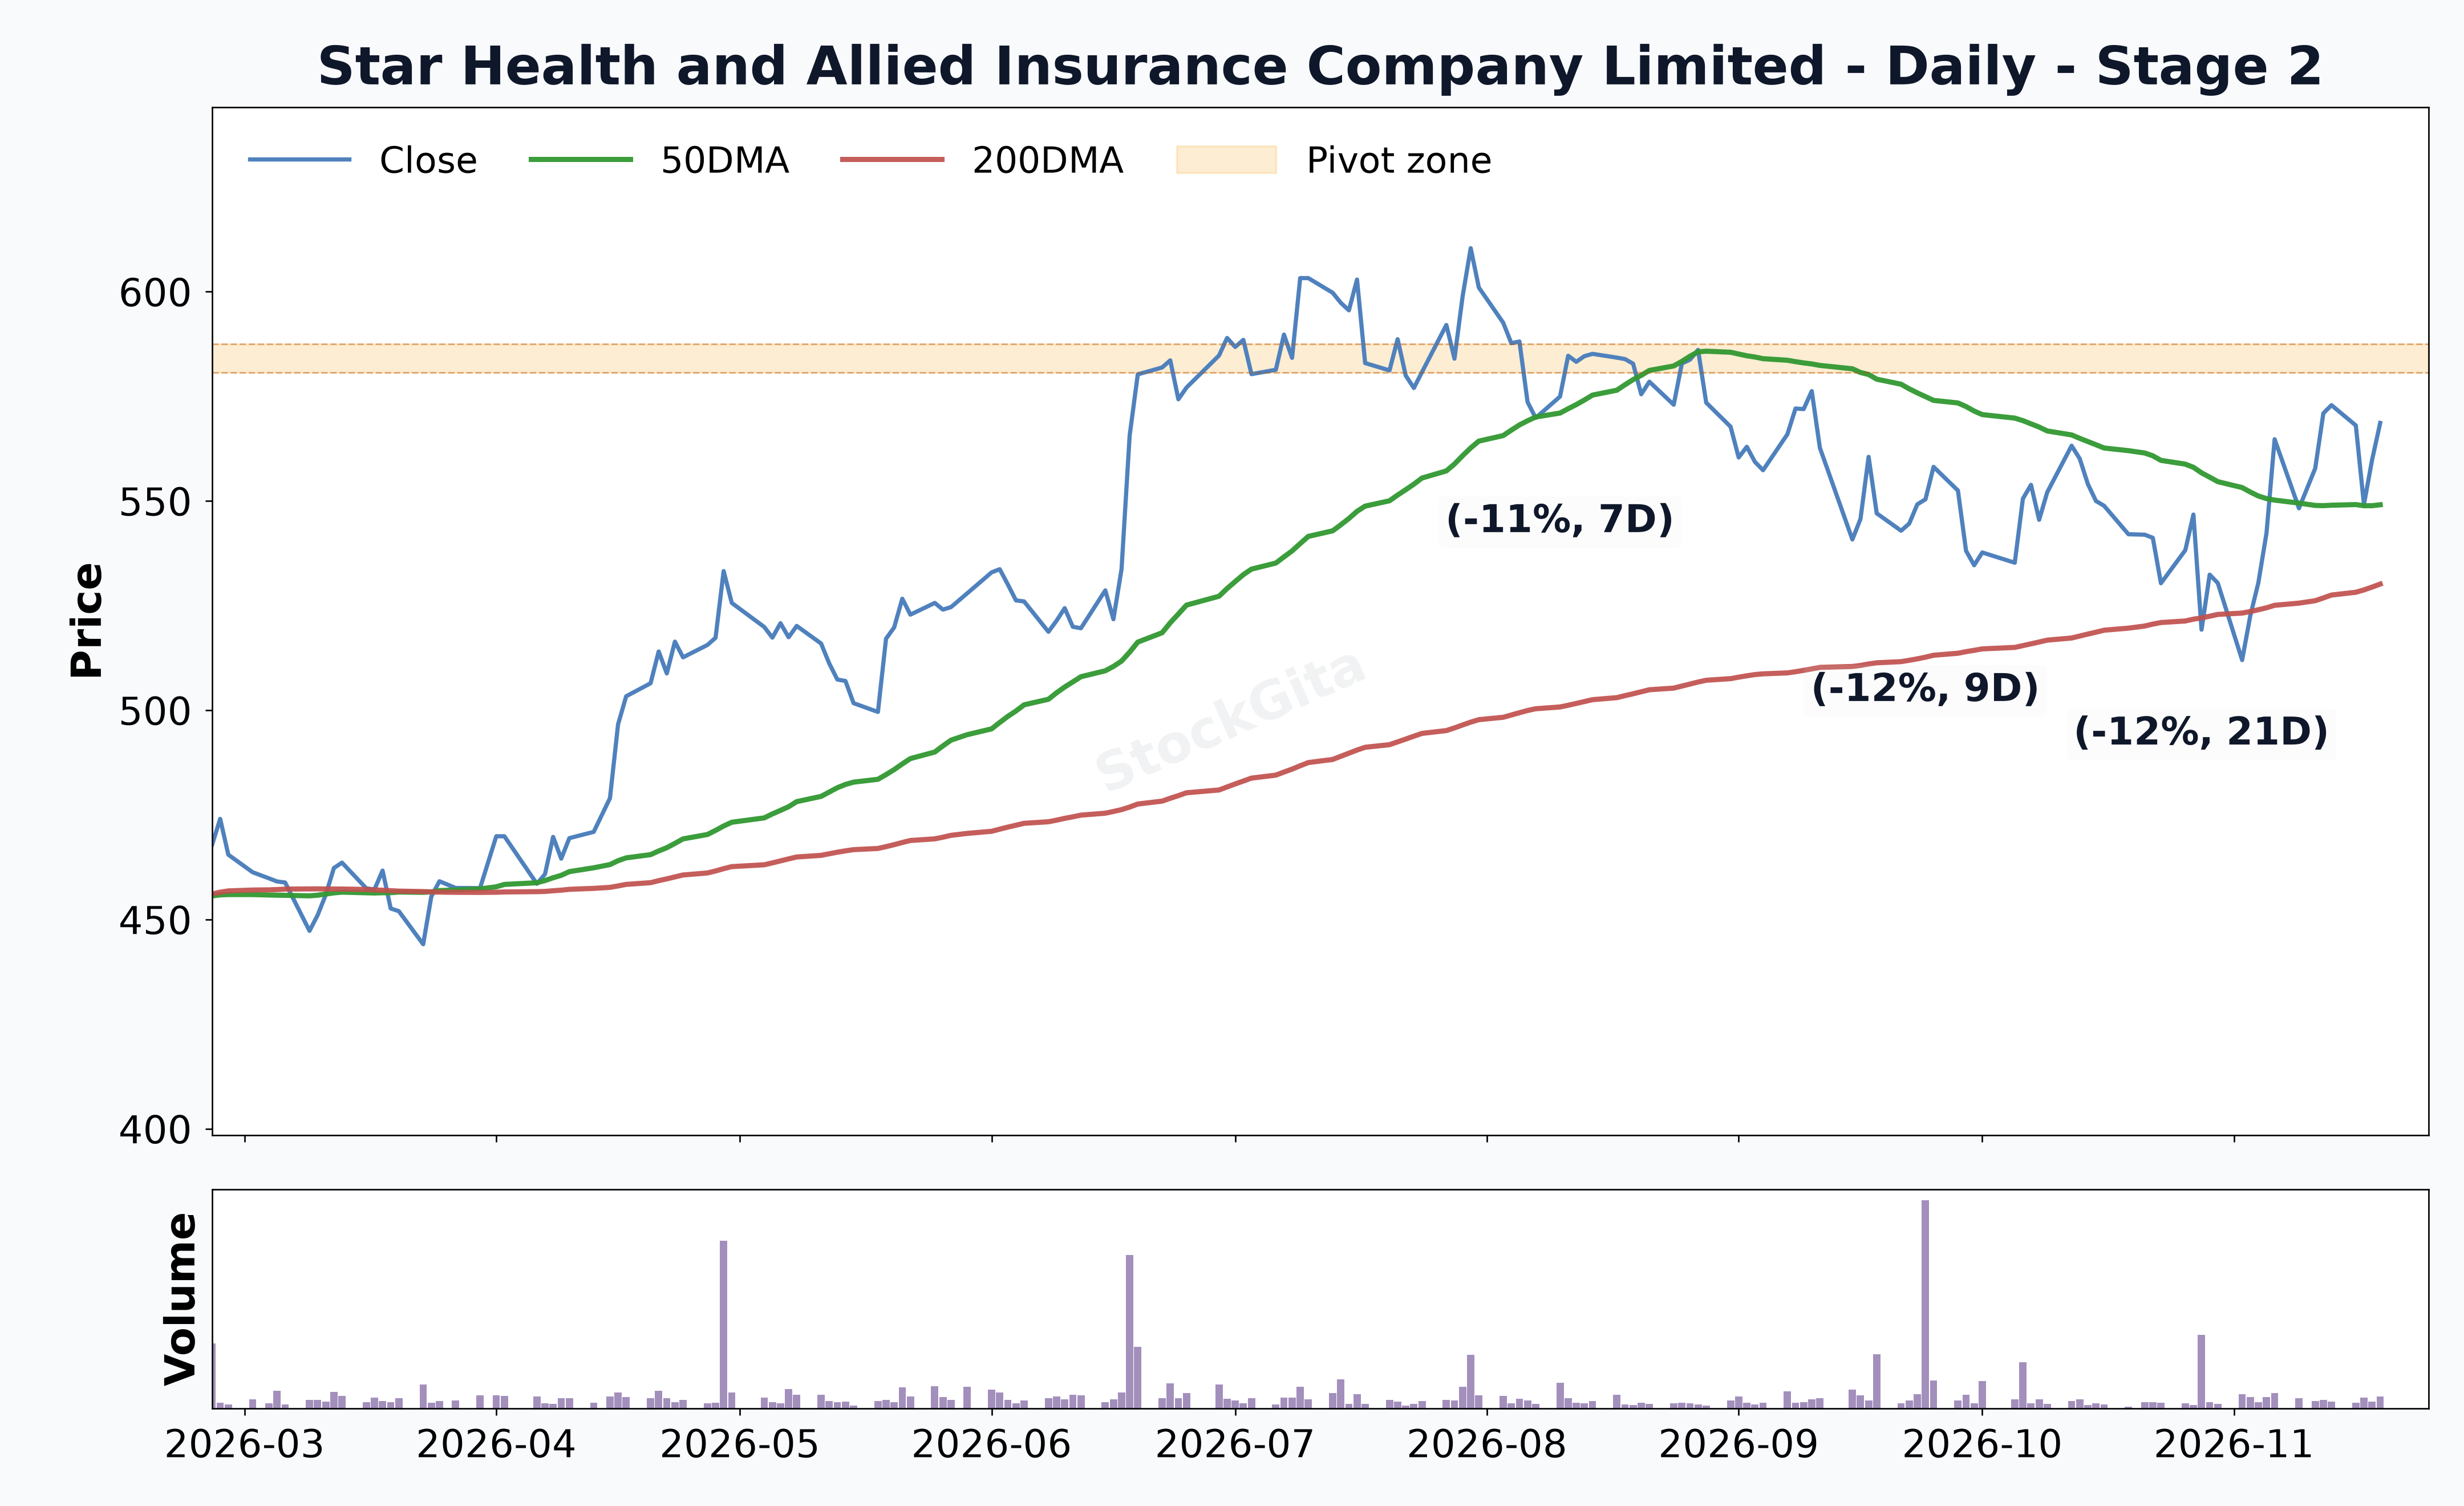 Star Health and Allied Insurance Company Limited - Daily - Stage 2
Close 50DMA 200DMA Pivot zone
600
550
500
450
400
Price
(-11%, 7D)
(-12%, 9D)
(-12%, 21D)
StockGita
Volume
2026-03 2026-04 2026-05 2026-06 2026-07 2026-08 2026-09 2026-10 2026-11